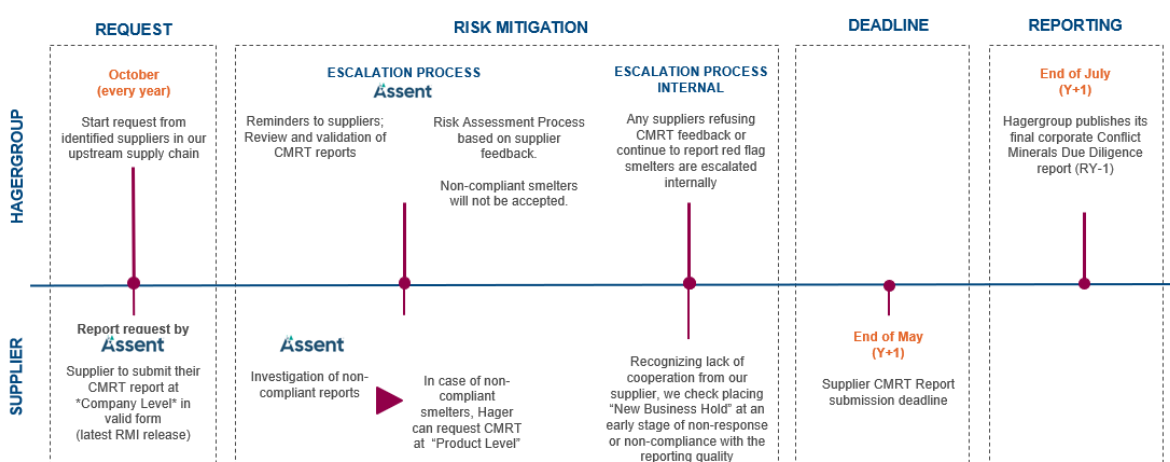 REQUEST
RISK MITIGATION
DEADLINE
REPORTING
HAGERGROUP
October
(every year)
Start request from
identified suppliers in our
upstream supply chain
ESCALATION PROCESS
Assent
Reminders to suppliers;
Review and validation of
CMRT reports
Risk Assessment Process
based on supplier
feedback.
Non-compliant smelters
will not be accepted.
ESCALATION PROCESS
INTERNAL
Any suppliers refusing
CMRT feedback or
continue to report red flag
smelters are escalated
internally
End of July
(Y+1)
Hagergroup publishes its
final corporate Conflict
Minerals Due Diligence
report (RY-1)
SUPPLIER
Report request by
Assent
Supplier to submit their
CMRT report at
*Company Level* in
valid form
(latest RMI release)
Assent
Investigation of non-
compliant reports
In case of non-
compliant
smelters, Hager
can request CMRT
at “Product Level”
Recognizing lack of
cooperation from our
supplier, we check placing
“New Business Hold” at an
early stage of non-response
or non-compliance with the
reporting quality
End of May
(Y+1)
Supplier CMRT Report
submission deadline